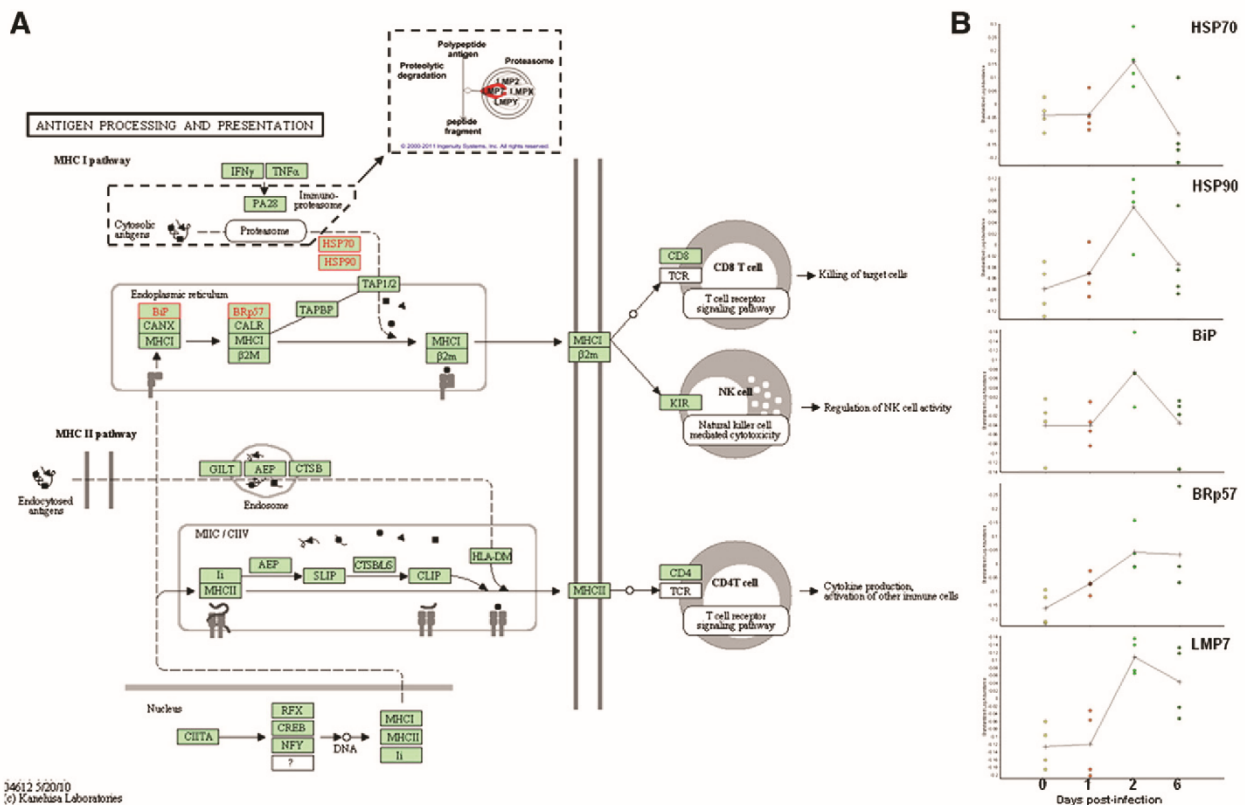 A
B
Polypeptide
antigen
Proteolytic
degradation
Proteasome
LMP2
LMP7
LMPX
LMPY
peptide
fragment
© 2000-2011 Ingenuity Systems, Inc. All rights reserved.
ANTIGEN PROCESSING AND PRESENTATION
MHC I pathway
IFNγ
TNFα
PA28
Immuno-
proteasome
Cytosolic
antigens
Proteasome
HSP70
HSP90
Endoplasmic reticulum
BiP
CANX
MHCI
BRp57
CALR
MHCI
β2M
TAPBP
TAP1/2
MHCI
β2m
MHCI
β2m
CD8
TCR
CD8 T cell
T cell receptor
signaling pathway
Killing of target cells
KIR
NK cell
Natural killer cell
mediated cytotoxicity
Regulation of NK cell activity
MHC II pathway
Endocytosed
antigens
GILT
AEP
CTSB
Endosome
MIIC / CIIV
Ii
MHCII
AEP
SLIP
CTSB/L/S
CLIP
HLA-DM
MHCII
CD4
TCR
CD4T cell
T cell receptor
signaling pathway
Cytokine production,
activation of other immune cells
Nucleus
CIITA
RFX
CREB
NFY
?
DNA
MHCI
MHCII
Ii
04612 5/20/10
(c) Kanehisa Laboratories
HSP70
HSP90
BiP
BRp57
LMP7
0 1 2 6
Days post-infection